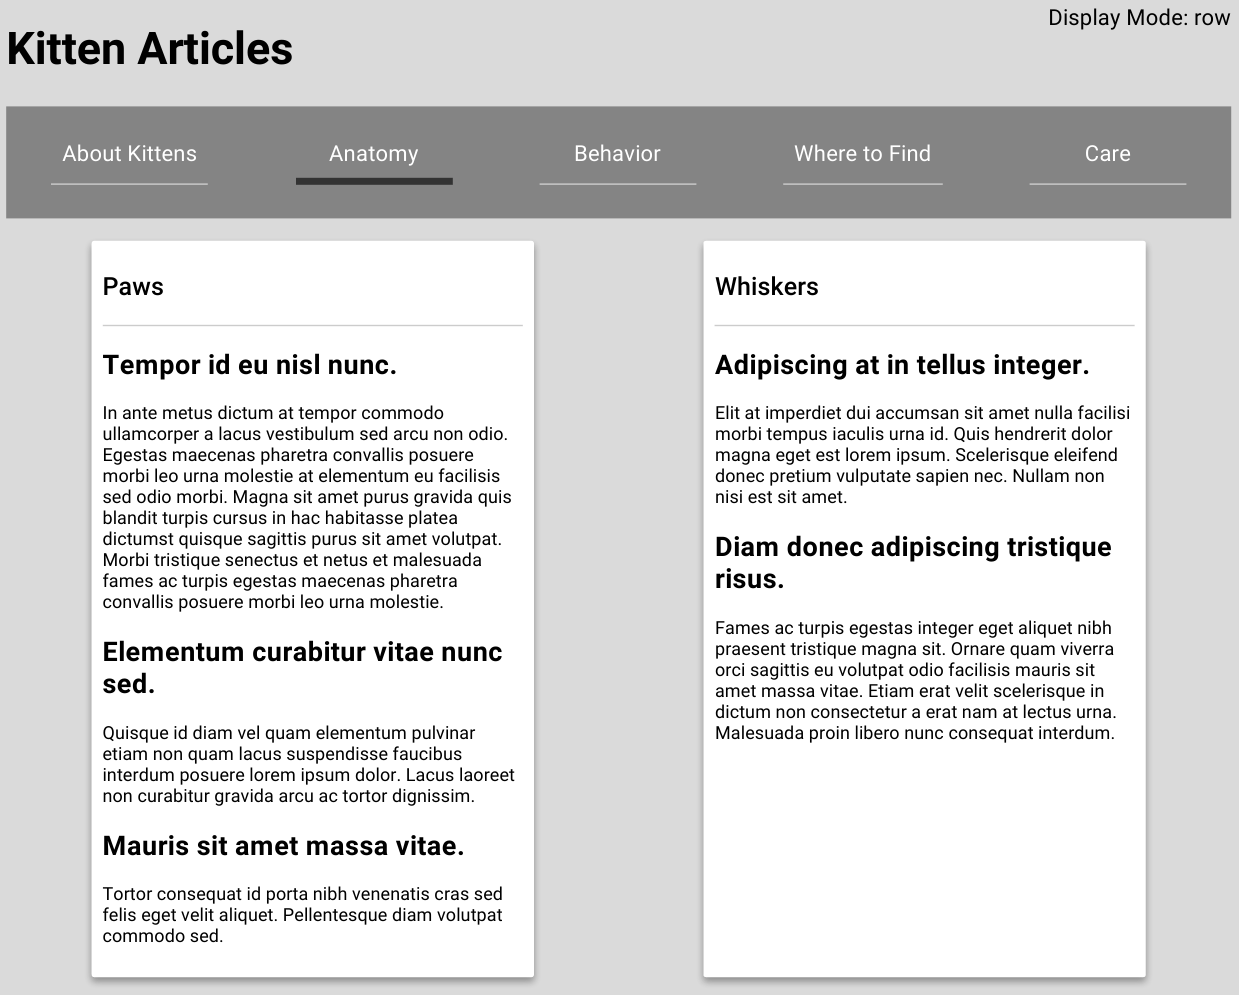 Display Mode: row
Kitten Articles
About Kittens
Anatomy
Behavior
Where to Find
Care
Paws
Tempor id eu nisl nunc.
In ante metus dictum at tempor commodo
ullamcorper a lacus vestibulum sed arcu non odio.
Egestas maecenas pharetra convallis posuere
morbi leo urna molestie at elementum eu facilisis
sed odio morbi. Magna sit amet purus gravida quis
blandit turpis cursus in hac habitasse platea
dictumst quisque sagittis purus sit amet volutpat.
Morbi tristique senectus et netus et malesuada
fames ac turpis egestas maecenas pharetra
convallis posuere morbi leo urna molestie.
Elementum curabitur vitae nunc
sed.
Quisque id diam vel quam elementum pulvinar
etiam non quam lacus suspendisse faucibus
interdum posuere lorem ipsum dolor. Lacus laoreet
non curabitur gravida arcu ac tortor dignissim.
Mauris sit amet massa vitae.
Tortor consequat id porta nibh venenatis cras sed
felis eget velit aliquet. Pellentesque diam volutpat
commodo sed.
Whiskers
Adipiscing at in tellus integer.
Elit at imperdiet dui accumsan sit amet nulla facilisi
morbi tempus iaculis urna id. Quis hendrerit dolor
magna eget est lorem ipsum. Scelerisque eleifend
donec pretium vulputate sapien nec. Nullam non
nisi est sit amet.
Diam donec adipiscing tristique
risus.
Fames ac turpis egestas integer eget aliquet nibh
praesent tristique magna sit. Ornare quam viverra
orci sagittis eu volutpat odio facilisis mauris sit
amet massa vitae. Etiam erat velit scelerisque in
dictum non consectetur a erat nam at lectus urna.
Malesuada proin libero nunc consequat interdum.